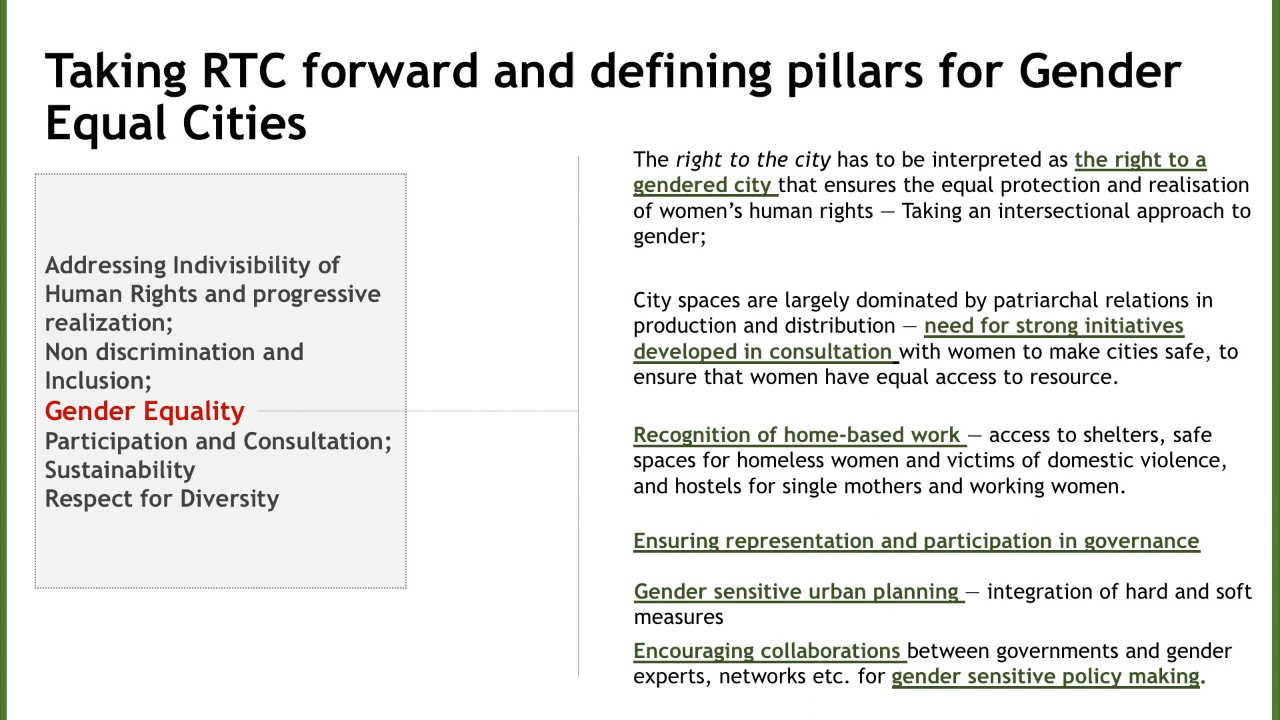 Taking RTC forward and defining pillars for Gender
Equal Cities
Addressing Indivisibility of
Human Rights and progressive
realization;
Non discrimination and
Inclusion;
Gender Equality
Participation and Consultation;
Sustainability
Respect for Diversity
The right to the city has to be interpreted as the right to a
gendered city that ensures the equal protection and realisation
of women’s human rights – Taking an intersectional approach to
gender;
City spaces are largely dominated by patriarchal relations in
production and distribution – need for strong initiatives
developed in consultation with women to make cities safe, to
ensure that women have equal access to resource.
Recognition of home-based work – access to shelters, safe
spaces for homeless women and victims of domestic violence,
and hostels for single mothers and working women.
Ensuring representation and participation in governance
Gender sensitive urban planning – integration of hard and soft
measures
Encouraging collaborations between governments and gender
experts, networks etc. for gender sensitive policy making.